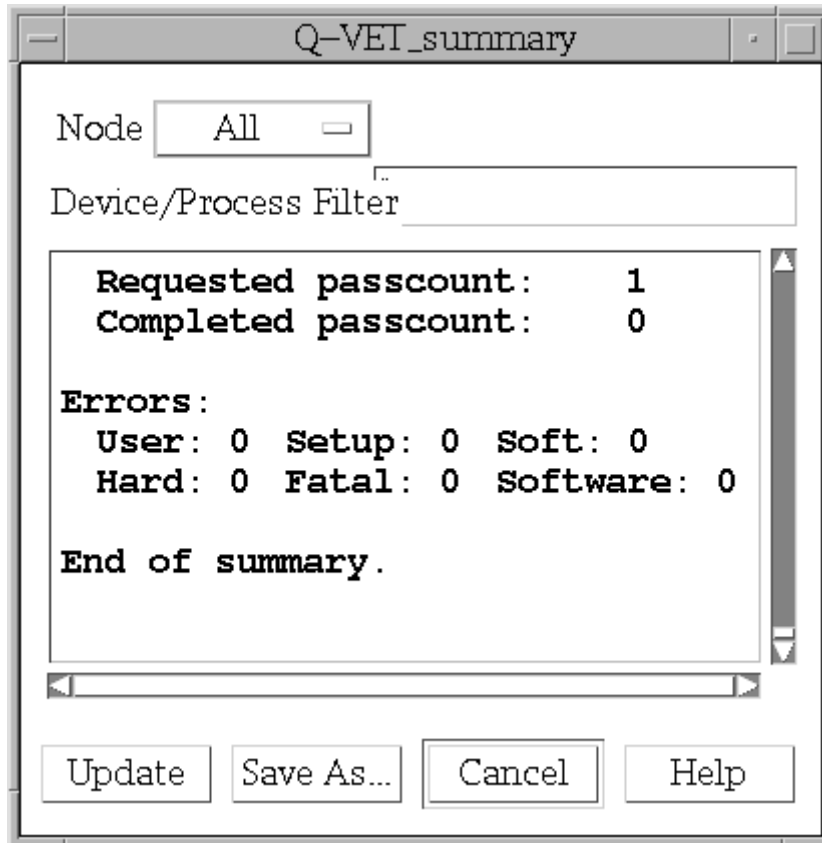 Q-VET_summary
Node All
Device/Process Filter
Requested passcount: 1
Completed passcount: 0
Errors:
User: 0 Setup: 0 Soft: 0
Hard: 0 Fatal: 0 Software: 0
End of summary.
Update Save As... Cancel Help